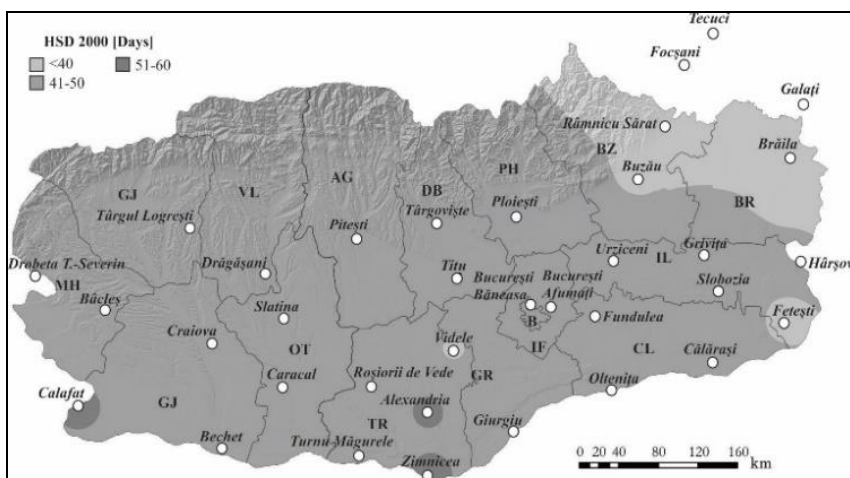 HSD 2000 [Days]
<40
51-60
41-50
Tecuci
Focșani
Galați
Râmnicu Sărat
BZ
Brăila
Buzău
BR
PH
AG
DB
VL
GJ
Târgul Logrești
Târgoviște
Ploiești
Pitești
Urziceni
IL
Grivița
Hârșov
Drobeta T.-Severin
MH
Drăgășani
Titu
București
Băneasa
București
Afumați
Slobozia
Bâcleș
Slatina
B
Fundulea
Fetești
Craiova
OT
Videle
IF
CL
Călărași
Caracal
Roșiorii de Vede
GR
Oltenița
Calafat
GJ
Alexandria
TR
Giurgiu
Bechet
Turnu-Măgurele
Zimnicea
0 20 40 80 120 160
km